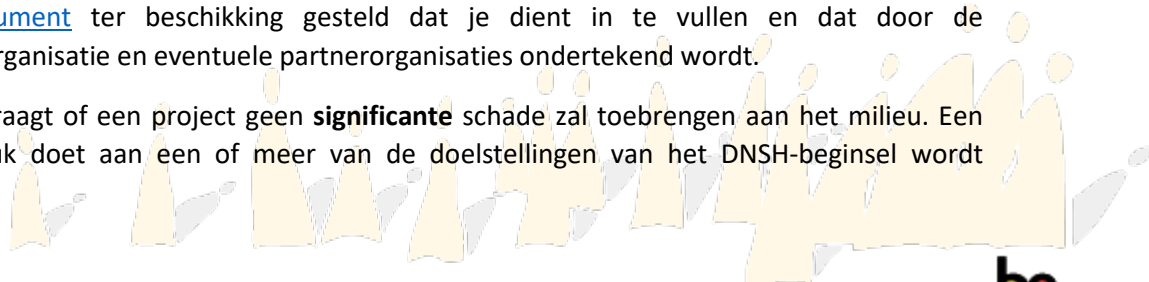 ument ter beschikking gesteld dat je dient in te vullen en dat door de
rganisatie en eventuele partnerorganisaties ondertekend wordt.
raagt of een project geen significante schade zal toebrengen aan het milieu. Een
uk doet aan een of meer van de doelstellingen van het DNSH-beginsel wordt
be